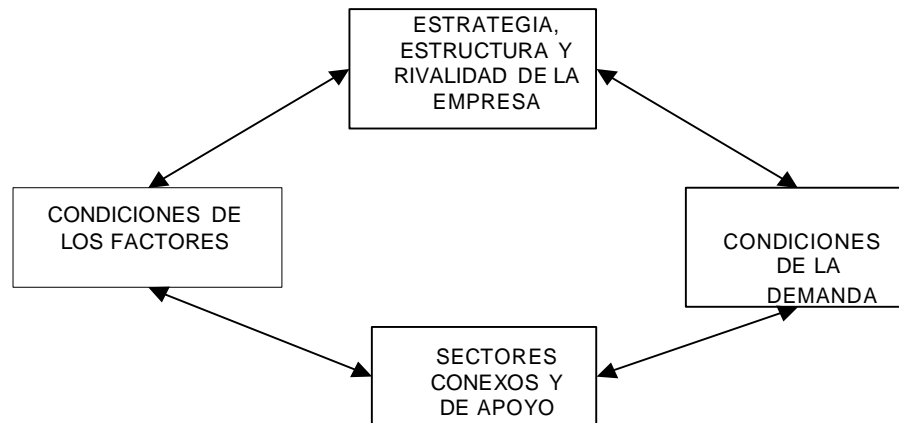 ESTRATEGIA,
ESTRUCTURA Y
RIVALIDAD DE LA
EMPRESA
CONDICIONES DE
LOS FACTORES
CONDICIONES
DE LA
DEMANDA
SECTORES
CONEXOS Y
DE APOYO